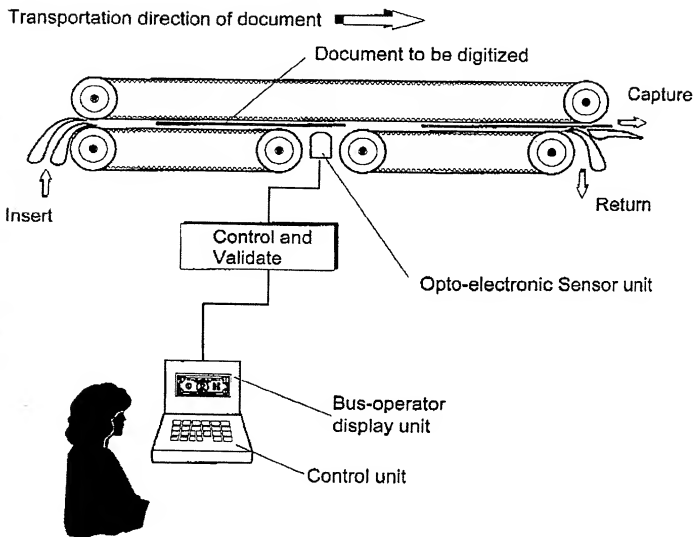 Transportation direction of document
Document to be digitized
Capture
Insert
Return
Control and
Validate
Opto-electronic Sensor unit
Bus-operator
display unit
Control unit